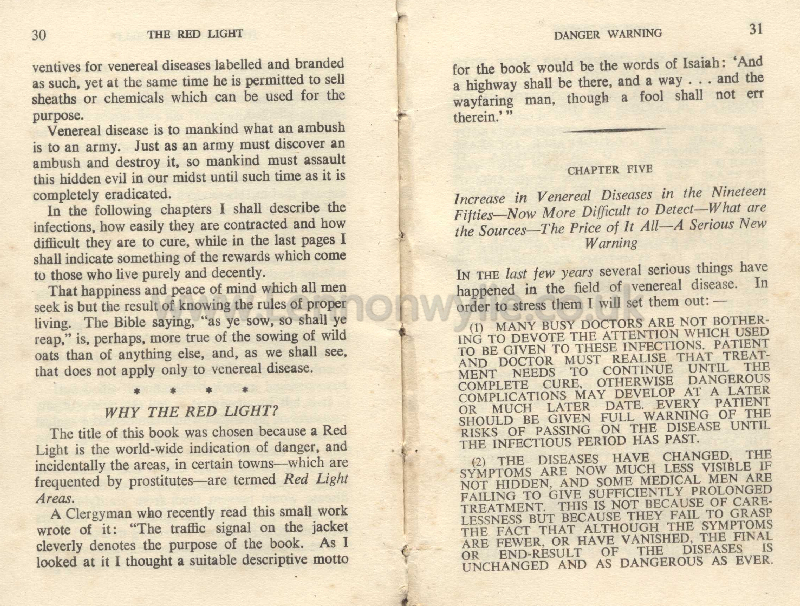 30
THE RED LIGHT
ventives for venereal diseases labelled and branded
as such, yet at the same time he is permitted to sell
sheaths or chemicals which can be used for the
purpose.
Venereal disease is to mankind what an ambush
is to an army. Just as an army must discover an
ambush and destroy it, so mankind must assault
this hidden evil in our midst until such time as it is
completely eradicated.
In the following chapters I shall describe the
infections, how easily they are contracted and how
difficult they are to cure, while in the last pages I
shall indicate something of the rewards which come
to those who live purely and decently.
That happiness and peace of mind which all men
seek is but the result of knowing the rules of proper
living. The Bible saying, “as ye sow, so shall ye
reap,” is, perhaps, more true of the sowing of wild
oats than of anything else, and, as we shall see,
that does not apply only to venereal disease.
* * * *
WHY THE RED LIGHT?
The title of this book was chosen because a Red
Light is the world-wide indication of danger, and
incidentally the areas, in certain towns—which are
frequented by prostitutes—are termed Red Light
Areas.
A Clergyman who recently read this small work
wrote of it: “The traffic signal on the jacket
cleverly denotes the purpose of the book. As I
looked at it I thought a suitable descriptive motto
DANGER WARNING
31
for the book would be the words of Isaiah: ‘And
a highway shall be there, and a way . . . and the
wayfaring man, though a fool shall not err
therein.’ ”
CHAPTER FIVE
Increase in Venereal Diseases in the Nineteen
Fifties—Now More Difficult to Detect—What are
the Sources—The Price of It All—A Serious New
Warning
IN THE last few years several serious things have
happened in the field of venereal disease. In
order to stress them I will set them out: —
(1) MANY BUSY DOCTORS ARE NOT BOTHER-
ING TO DEVOTE THE ATTENTION WHICH USED
TO BE GIVEN TO THESE INFECTIONS. PATIENT
AND DOCTOR MUST REALISE THAT TREAT-
MENT NEEDS TO CONTINUE UNTIL THE
COMPLETE CURE, OTHERWISE DANGEROUS
COMPLICATIONS MAY DEVELOP AT A LATER
OR MUCH LATER DATE. EVERY PATIENT
SHOULD BE GIVEN FULL WARNING OF THE
RISKS OF PASSING ON THE DISEASE UNTIL
THE INFECTIOUS PERIOD HAS PAST.
(2) THE DISEASES HAVE CHANGED, THE
SYMPTOMS ARE NOW MUCH LESS VISIBLE IF
NOT HIDDEN, AND SOME MEDICAL MEN ARE
FAILING TO GIVE SUFFICIENTLY PROLONGED
TREATMENT. THIS IS NOT BECAUSE OF CARE-
LESSNESS BUT BECAUSE THEY FAIL TO GRASP
THE FACT THAT ALTHOUGH THE SYMPTOMS
ARE FEWER, OR HAVE VANISHED, THE FINAL
OR END-RESULT OF THE DISEASES IS
UNCHANGED AND AS DANGEROUS AS EVER.